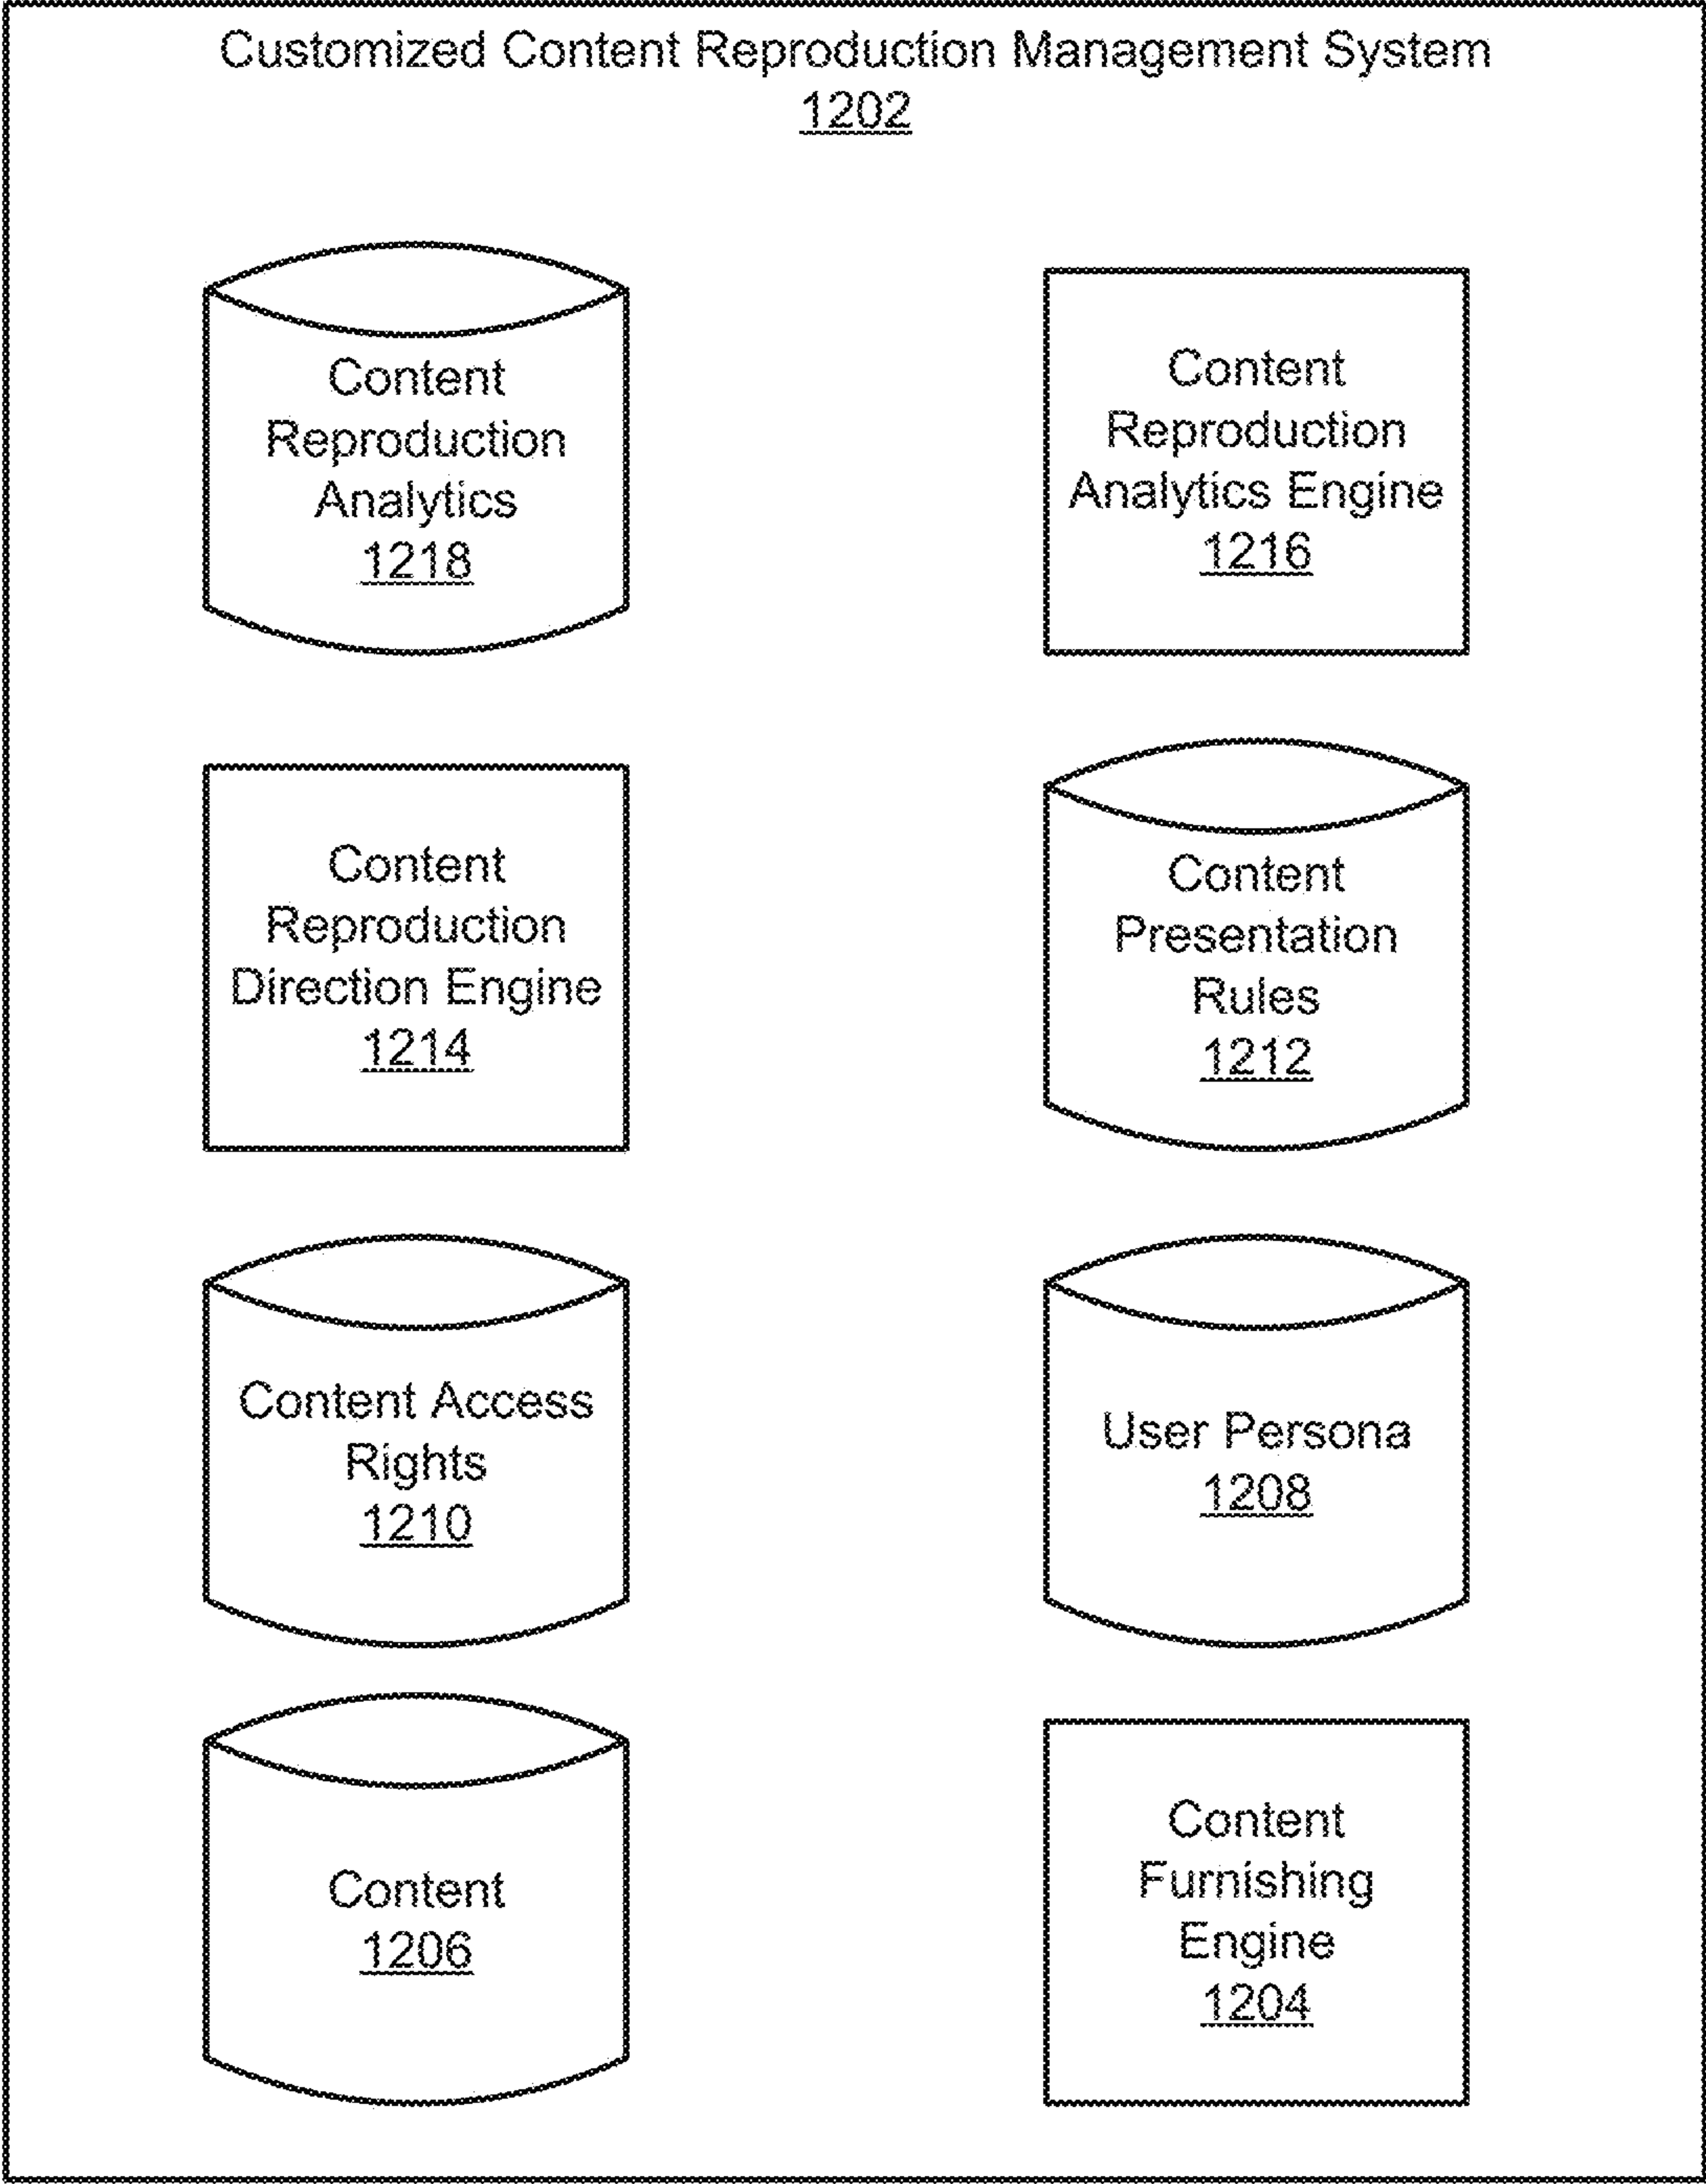 Customized Content Reproduction Management System
1202
Content
Reproduction
Analytics
1218
Content
Reproduction
Analytics Engine
1216
Content
Reproduction
Direction Engine
1214
Content
Presentation
Rules
1212
Content Access
Rights
1210
User Persona
1208
Content
1206
Content
Furnishing
Engine
1204